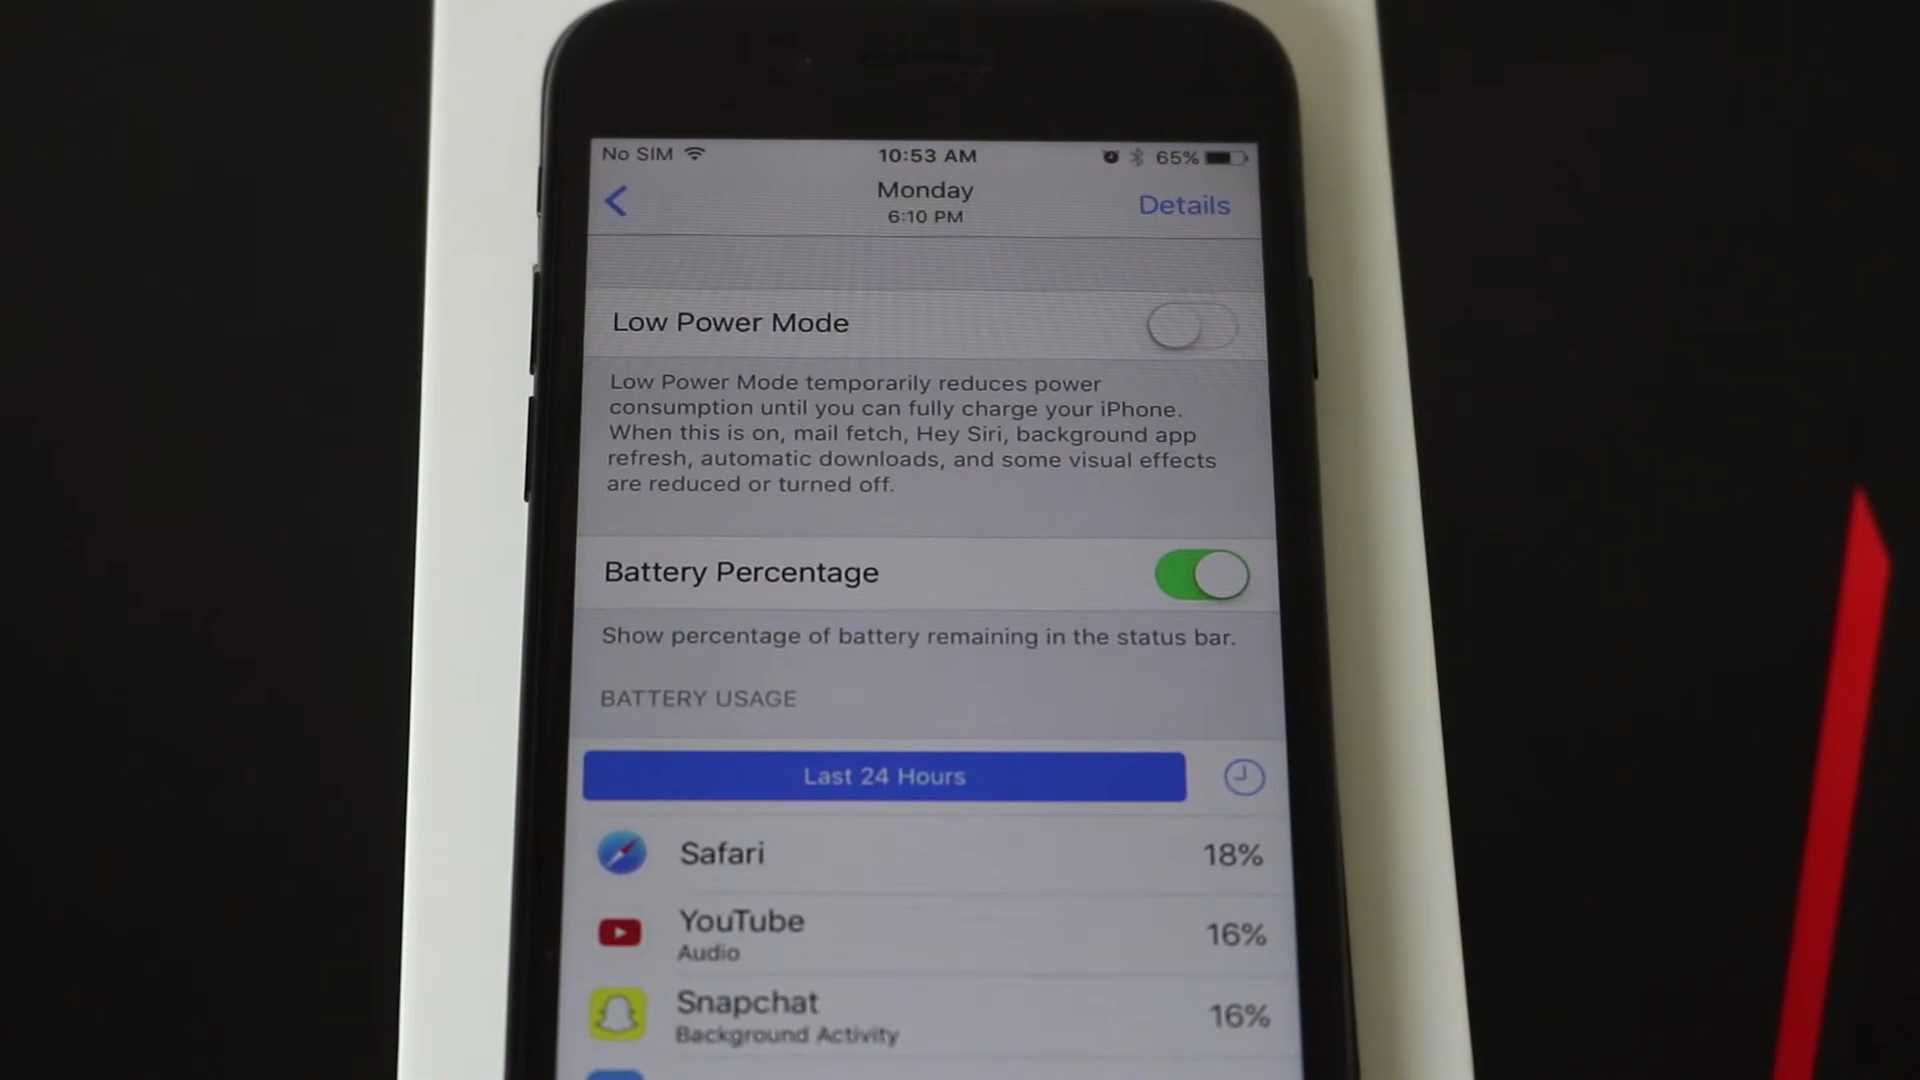 No SIM 10:53 AM 65%
Monday
6:10 PM
Details
Low Power Mode
Low Power Mode temporarily reduces power
consumption until you can fully charge your iPhone.
When this is on, mail fetch, Hey Siri, background app
refresh, automatic downloads, and some visual effects
are reduced or turned off.
Battery Percentage
Show percentage of battery remaining in the status bar.
BATTERY USAGE
Last 24 Hours
Safari 18%
YouTube 16%
Audio
Snapchat 16%
Background Activity